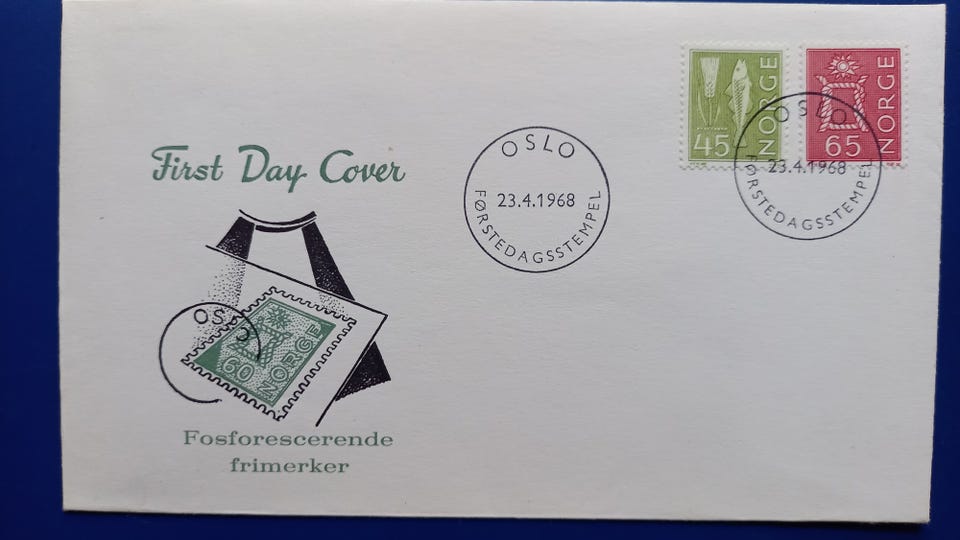 45 NORGE
65 NORGE
OSLO
23.4.1968
FØRSTEDAGSSTEMPEL
OSLO
23.4.1968
FØRSTEDAGSSTEMPEL
First Day Cover
OSLO
60 NORGE
Fosforescerende
frimerker